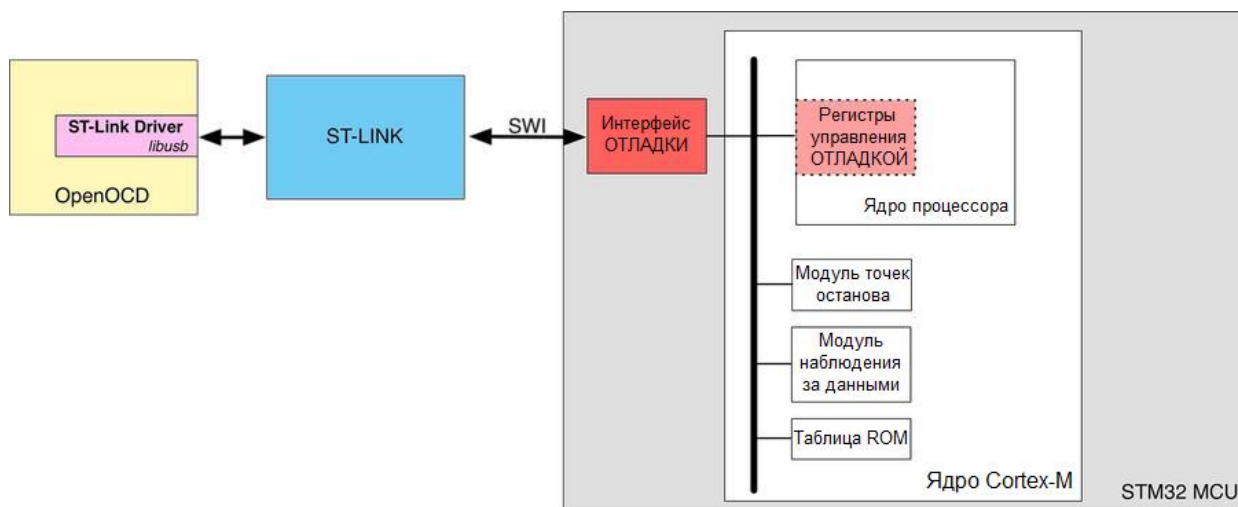 ST-Link Driver
libusb
OpenOCD
ST-LINK
SWI
Интерфейс
ОТЛАДКИ
Регистры
управления
ОТЛАДКОЙ
Ядро процессора
Модуль точек
останова
Модуль
наблюдения
за данными
Таблица ROM
Ядро Cortex-M
STM32 MCU